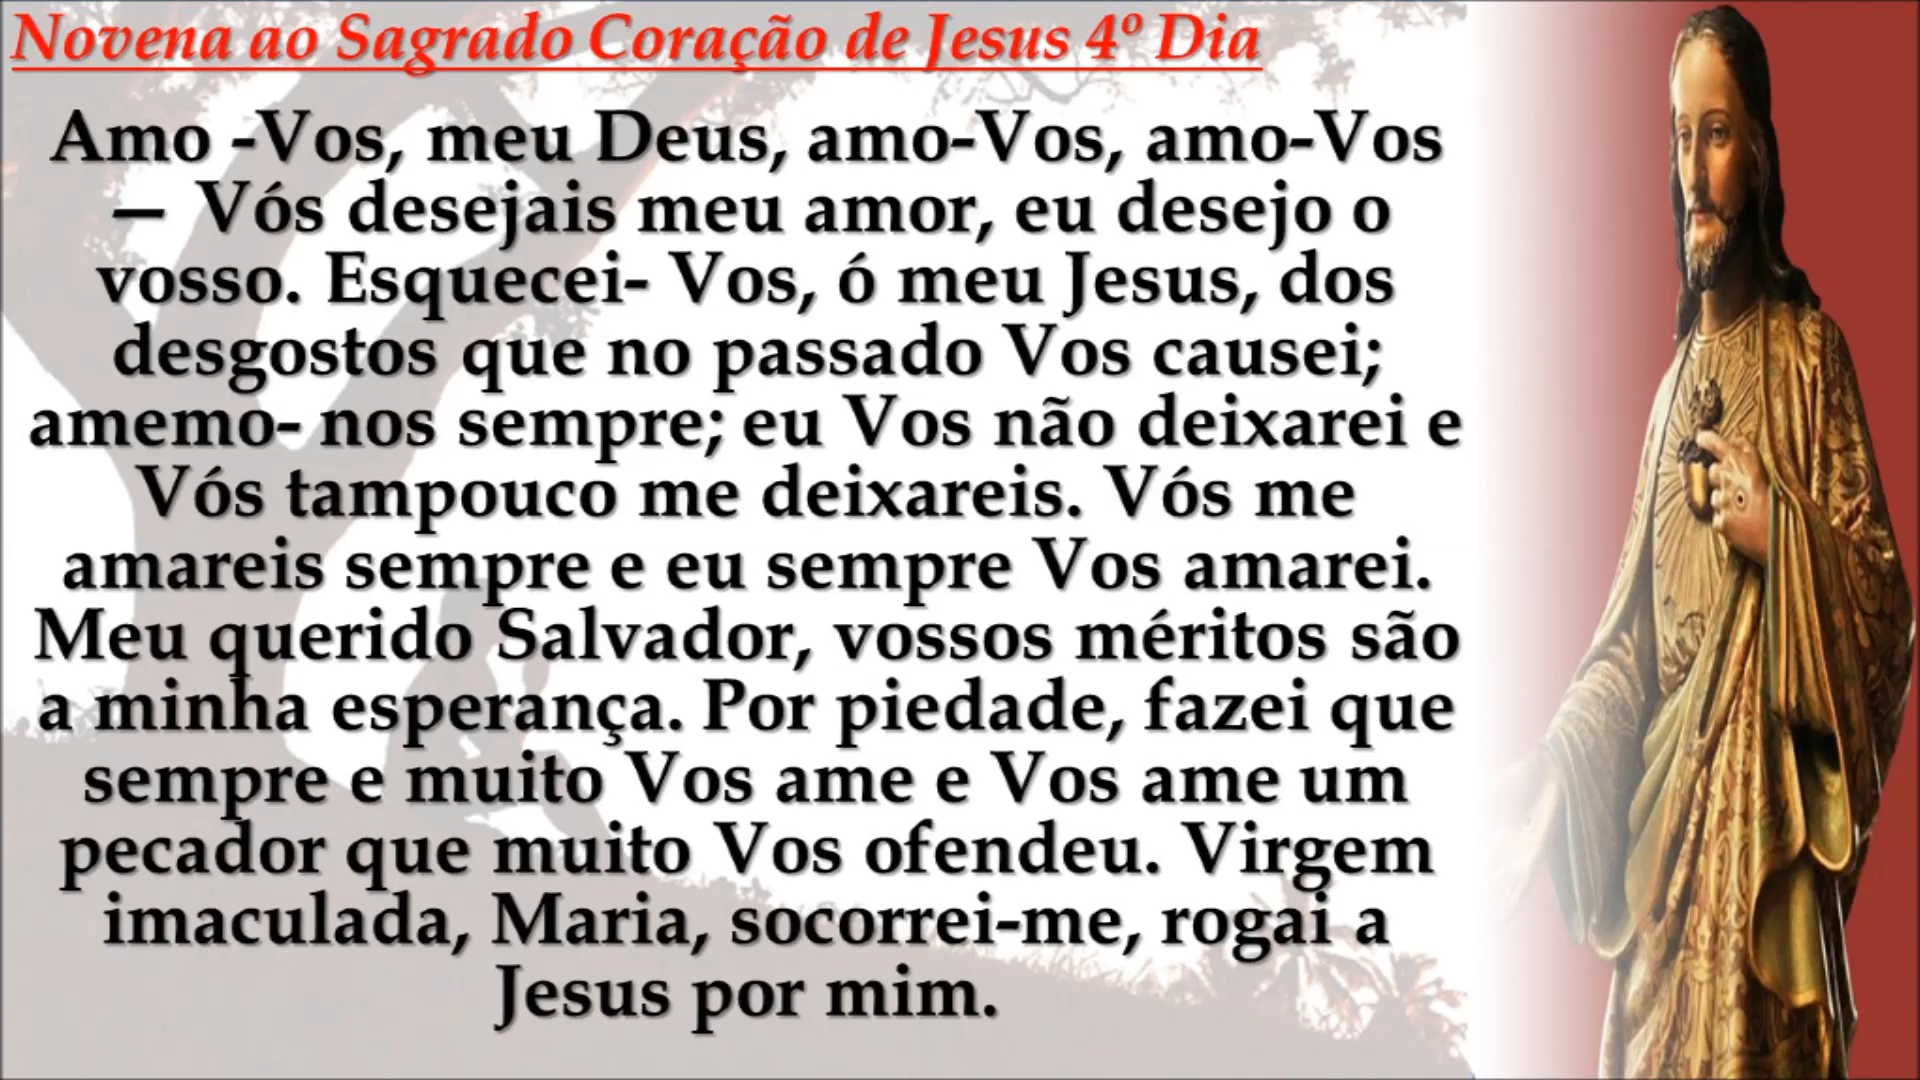 Novena ao Sagrado Coração de Jesus 4º Dia
Amo -Vos, meu Deus, amo-Vos, amo-Vos
— Vós desejais meu amor, eu desejo o
vosso. Esquecei- Vos, ó meu Jesus, dos
desgostos que no passado Vos causei;
amemo- nos sempre; eu Vos não deixarei e
Vós tampouco me deixareis. Vós me
amareis sempre e eu sempre Vos amarei.
Meu querido Salvador, vossos méritos são
a minha esperança. Por piedade, fazei que
sempre e muito Vos ame e Vos ame um
pecador que muito Vos ofendeu. Virgem
imaculada, Maria, socorrei-me, rogai a
Jesus por mim.